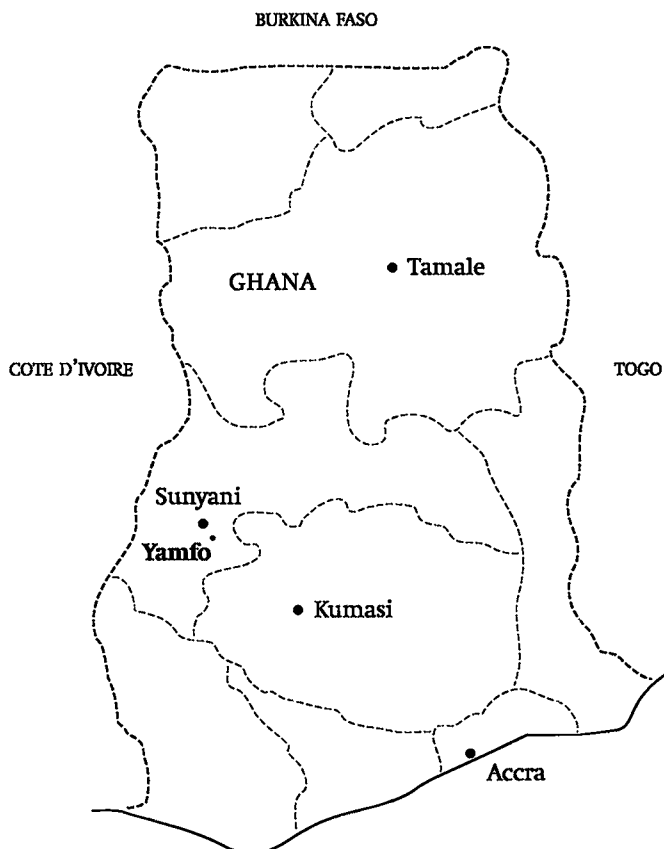 BURKINA FASO
GHANA
Tamale
COTE D'IVOIRE
TOGO
Sunyani
Yamfo
Kumasi
Accra